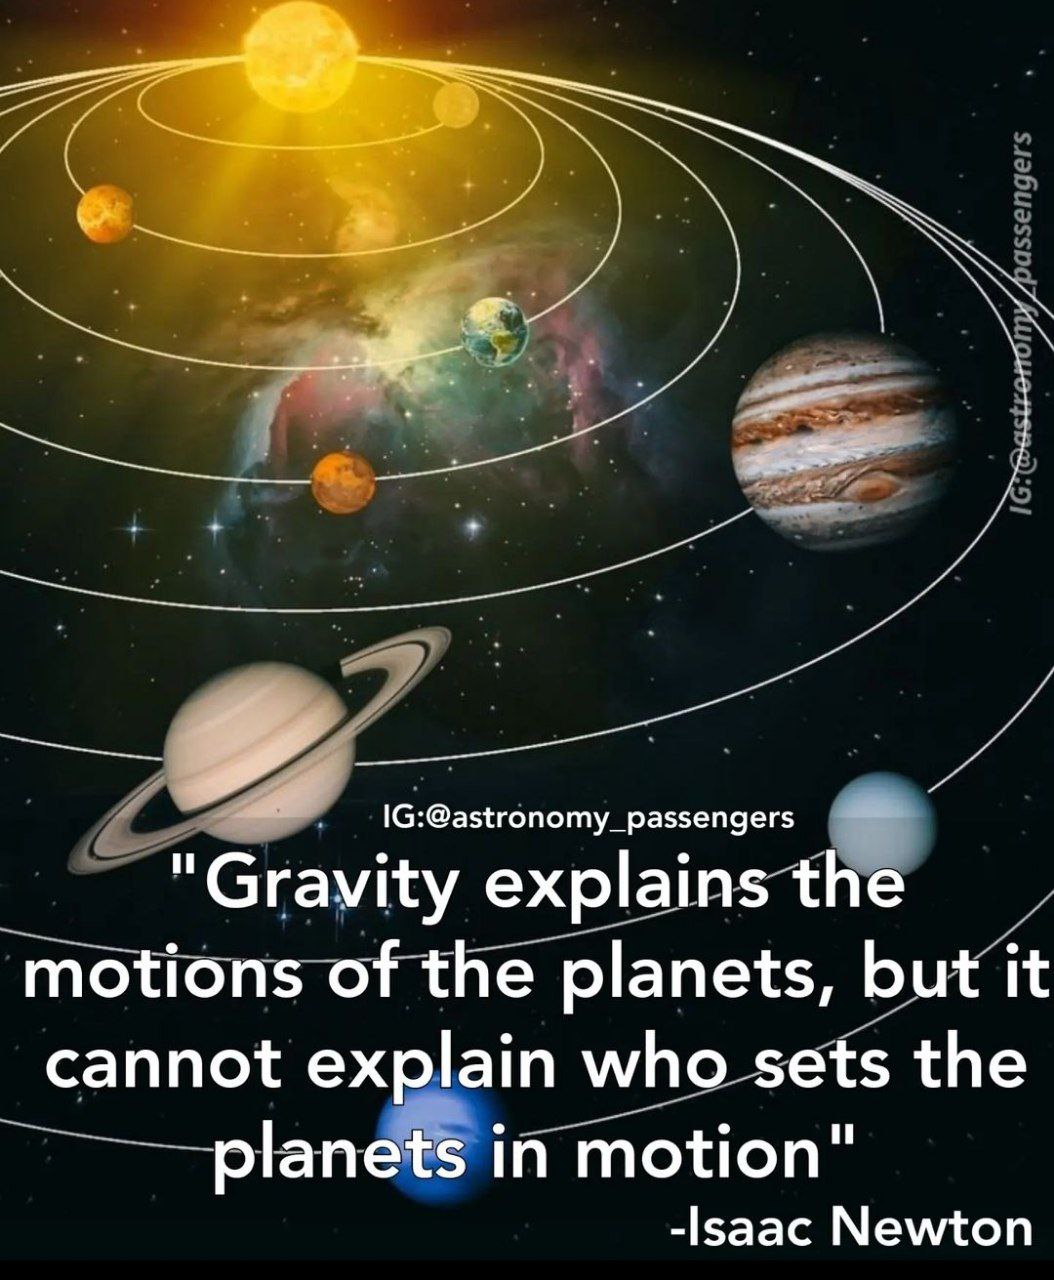 IG:@astronomy_passengers
IG:@astronomy_passengers
"Gravity explains the
motions of the planets, but it
cannot explain who sets the
planets in motion"
-Isaac Newton